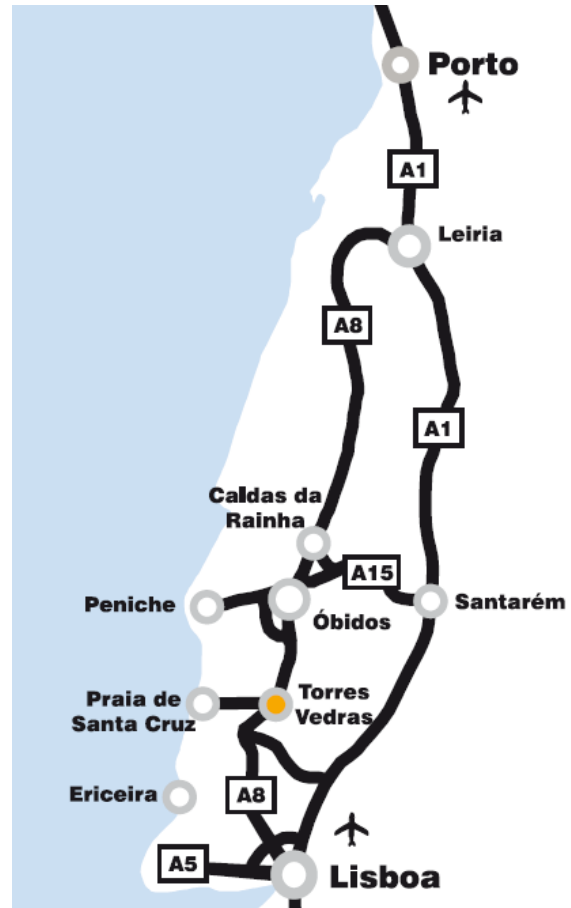 Porto
A1
Leiria
A8
A1
Caldas da
Rainha
A15
Peniche
Óbidos
Santarém
Praia de
Santa Cruz
Torres
Vedras
Ericeira
A8
A5
Lisboa